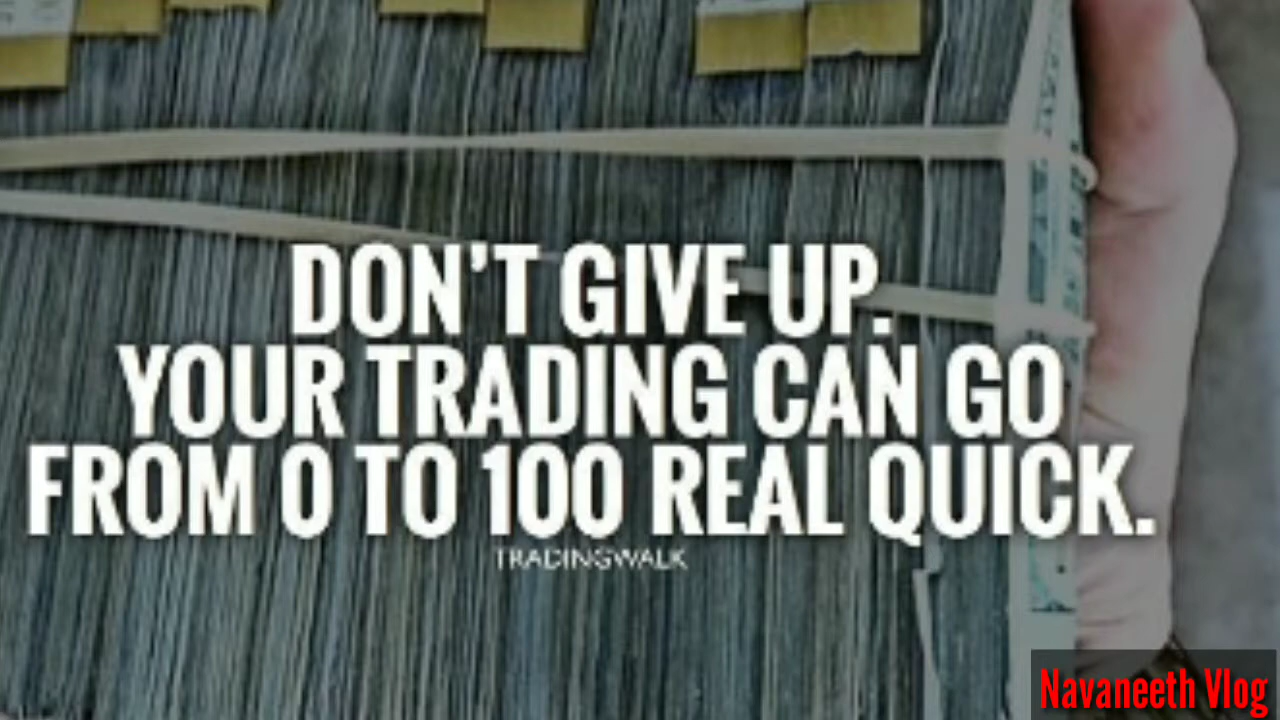 DON'T GIVE UP.
YOUR TRADING CAN GO
FROM 0 TO 100 REAL QUICK.
TRADINGWALK
Navaneeth Vlog